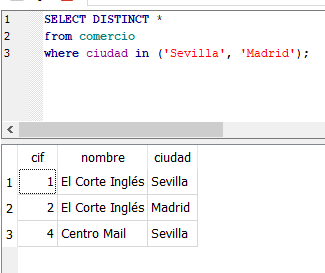 1 SELECT DISTINCT *
2 from comercio
3 where ciudad in ('Sevilla', 'Madrid');
cif nombre ciudad
1 1 El Corte Inglés Sevilla
2 2 El Corte Inglés Madrid
3 4 Centro Mail Sevilla